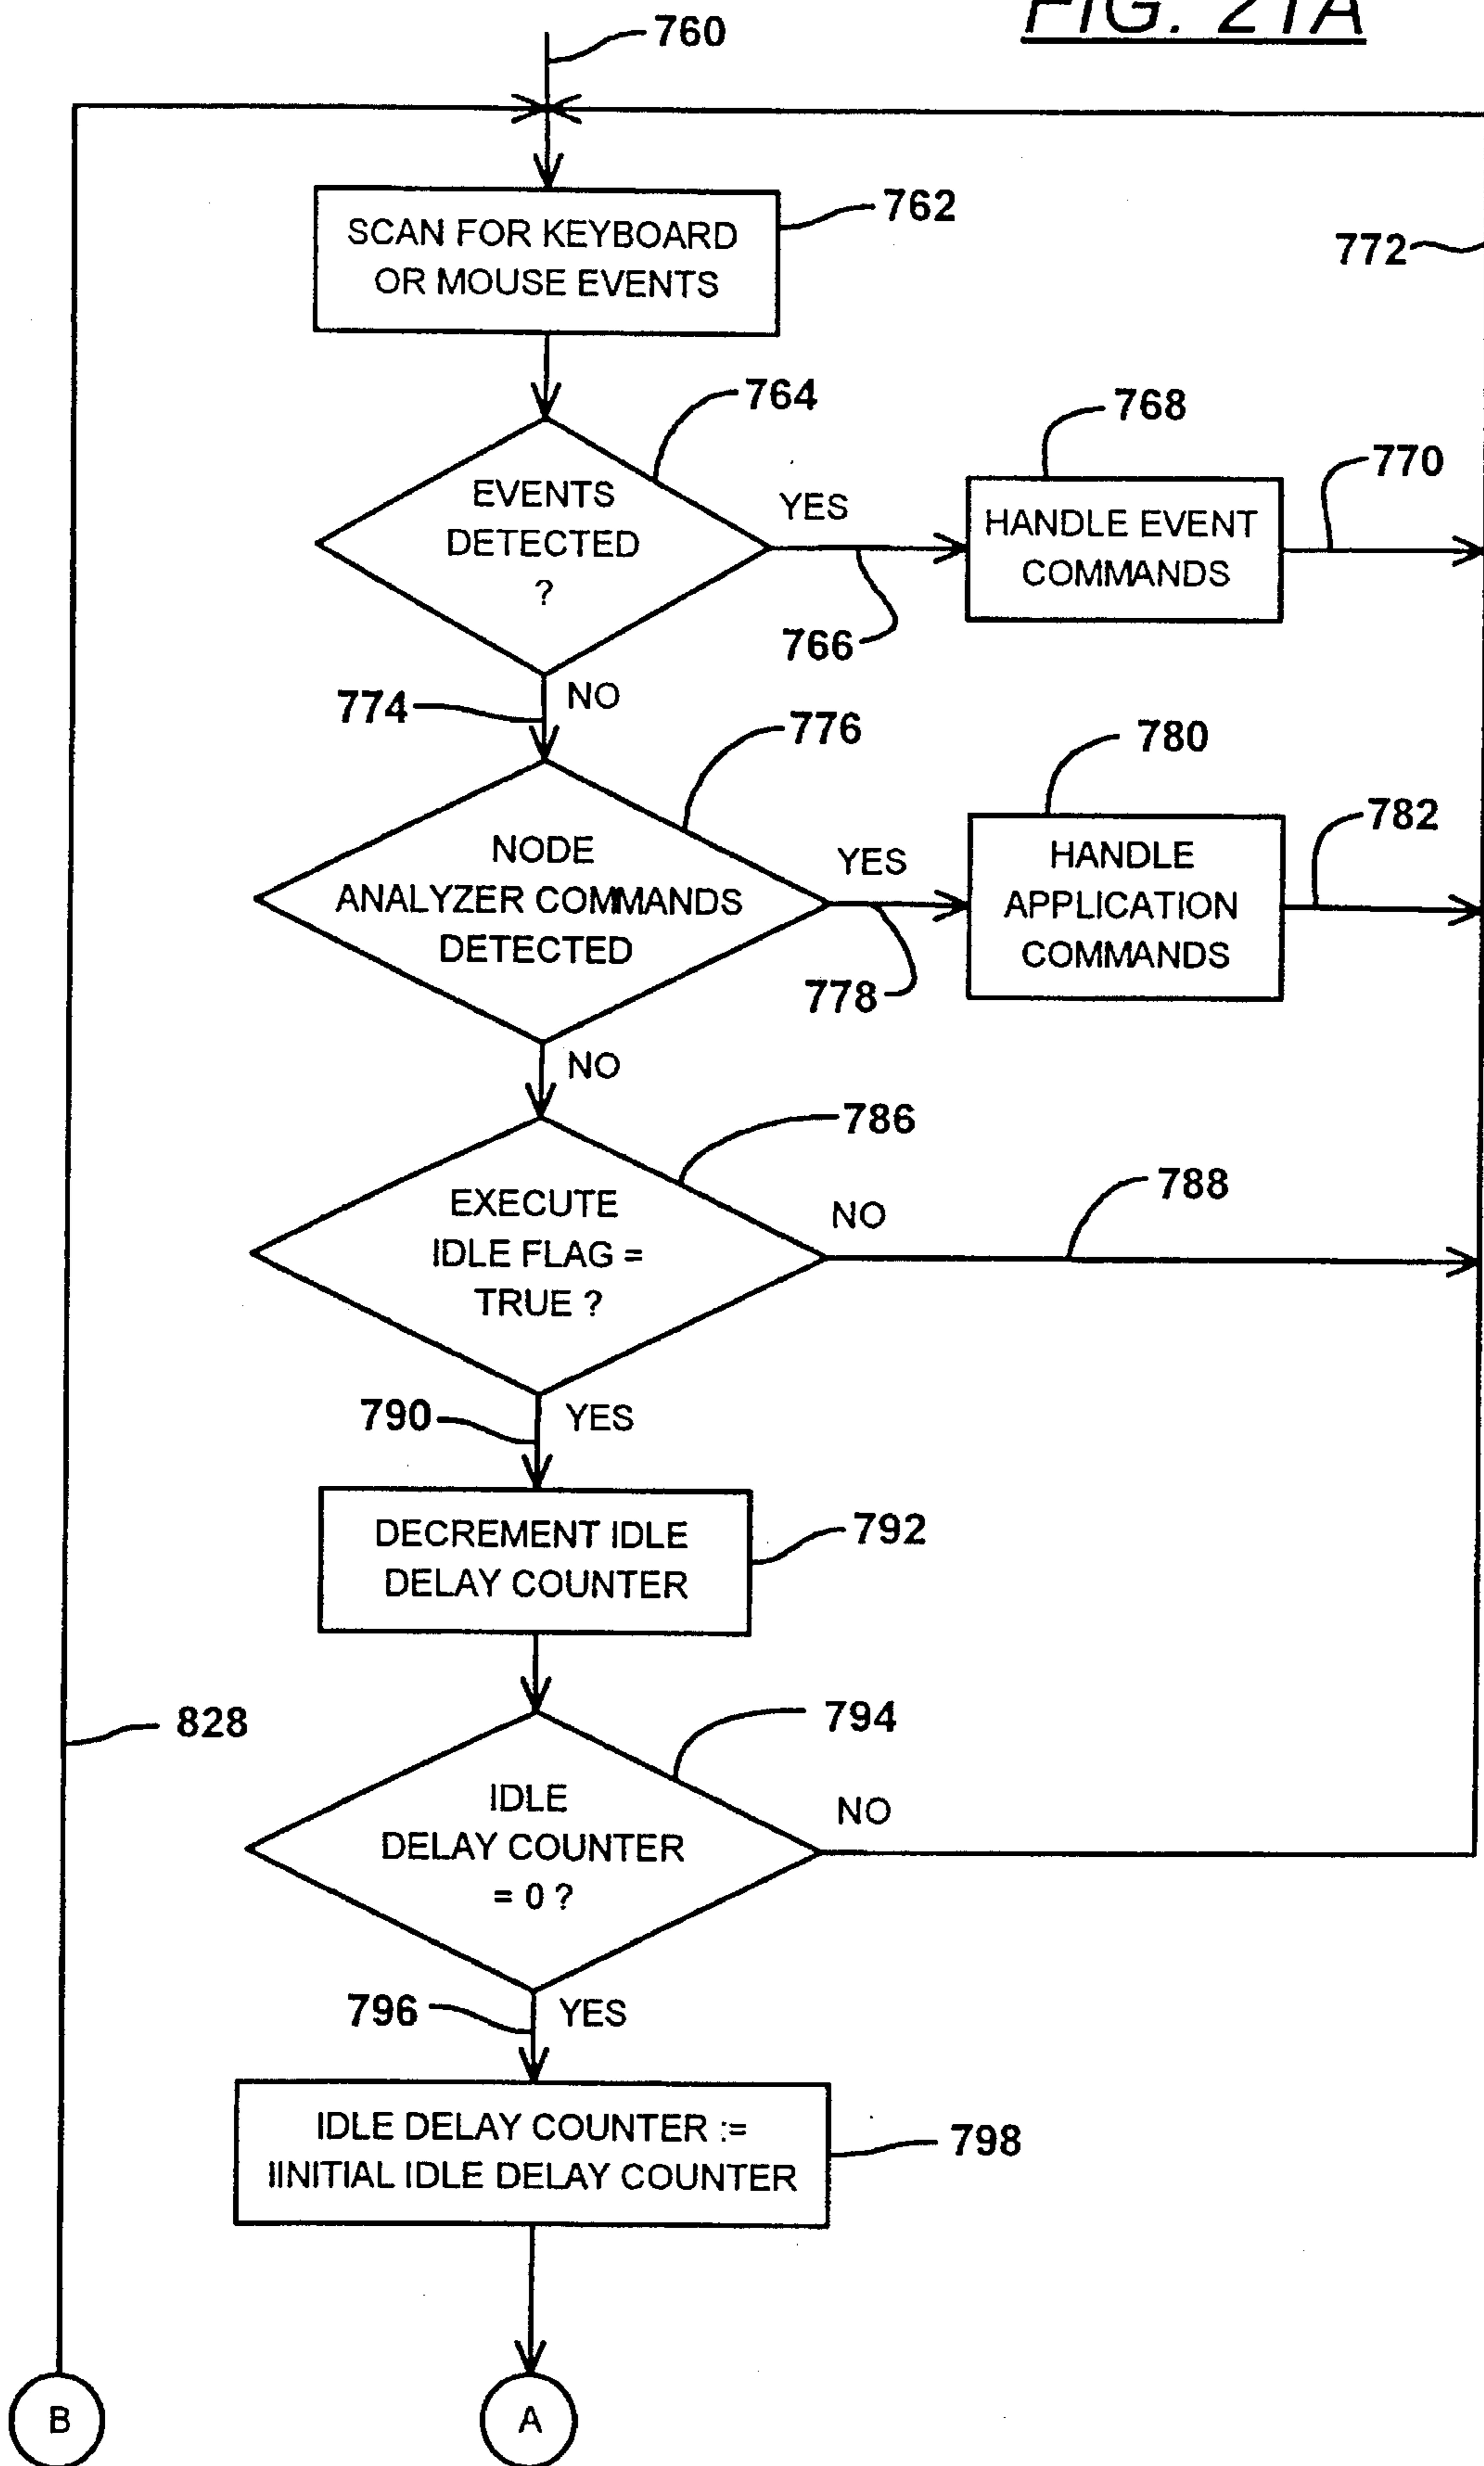 FIG. 21A
760
SCAN FOR KEYBOARD
OR MOUSE EVENTS
762
772
764
EVENTS
DETECTED
?
YES
766
768
HANDLE EVENT
COMMANDS
770
774
NO
776
NODE
ANALYZER COMMANDS
DETECTED
YES
778
780
HANDLE
APPLICATION
COMMANDS
782
NO
786
EXECUTE
IDLE FLAG =
TRUE ?
NO
788
790
YES
DECREMENT IDLE
DELAY COUNTER
792
828
794
IDLE
DELAY COUNTER
= 0 ?
NO
796
YES
IDLE DELAY COUNTER :=
IINITIAL IDLE DELAY COUNTER
798
B
A